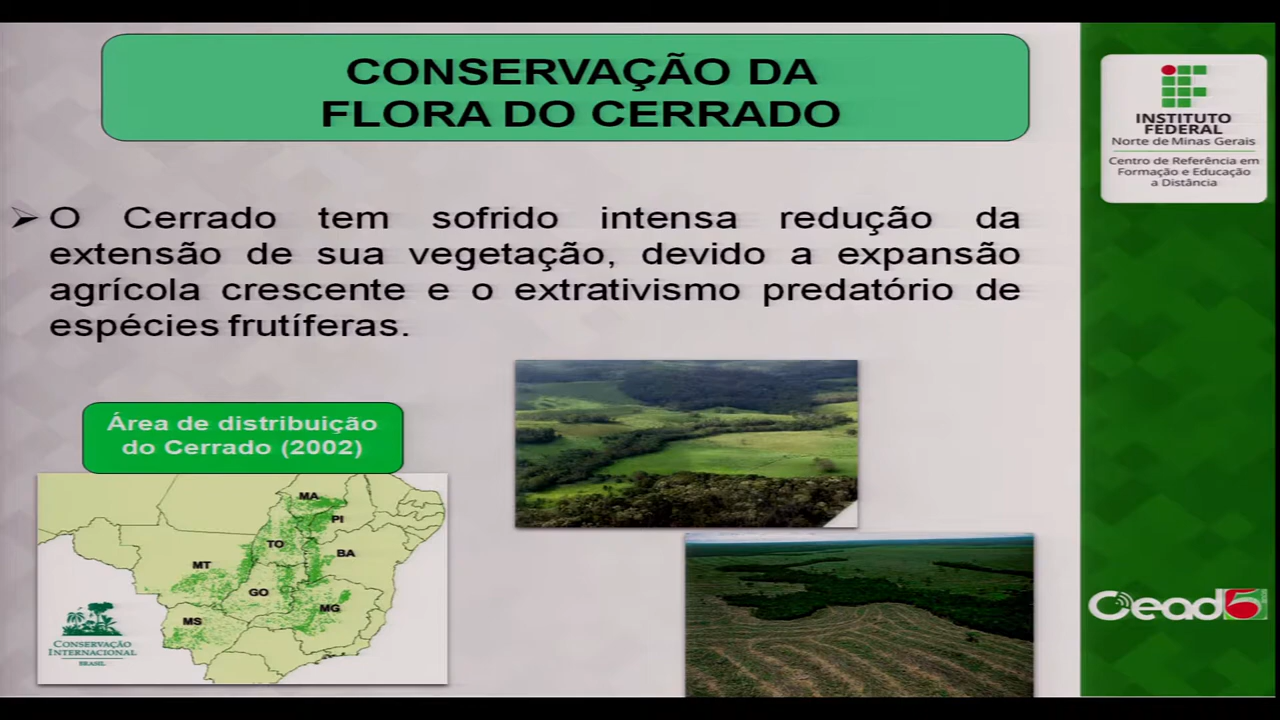 CONSERVAÇÃO DA
FLORA DO CERRADO
INSTITUTO
FEDERAL
Norte de Minas Gerais
Centro de Referência em
Formação e Educação
a Distância
➢ O Cerrado tem sofrido intensa redução da
extensão de sua vegetação, devido a expansão
agrícola crescente e o extrativismo predatório de
espécies frutíferas.
Área de distribuição
do Cerrado (2002)
MA
PI
TO
BA
MT
GO
MG
MS
CONSERVAÇÃO
INTERNACIONAL
BRASIL
Cead 5